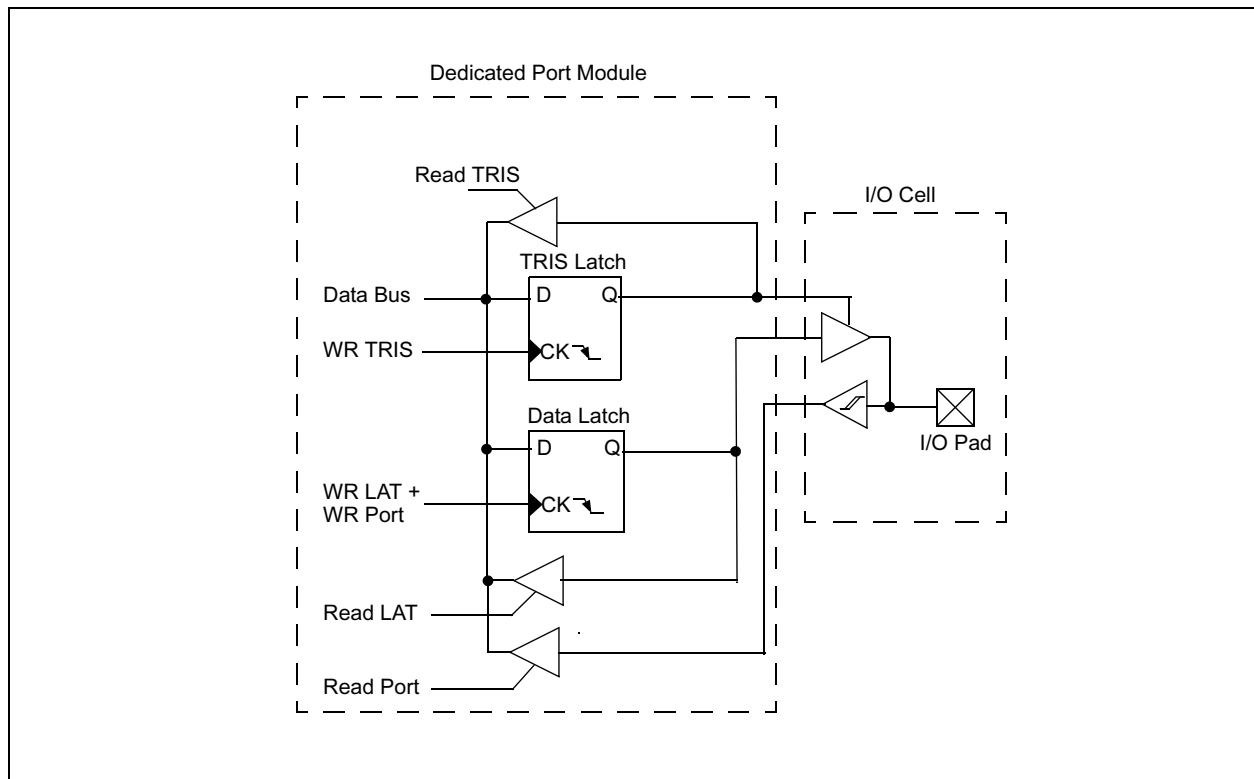 Dedicated Port Module
Read TRIS
I/O Cell
TRIS Latch
Data Bus
D
Q
WR TRIS
CK
Data Latch
I/O Pad
D
Q
WR LAT +
WR Port
CK
Read LAT
Read Port